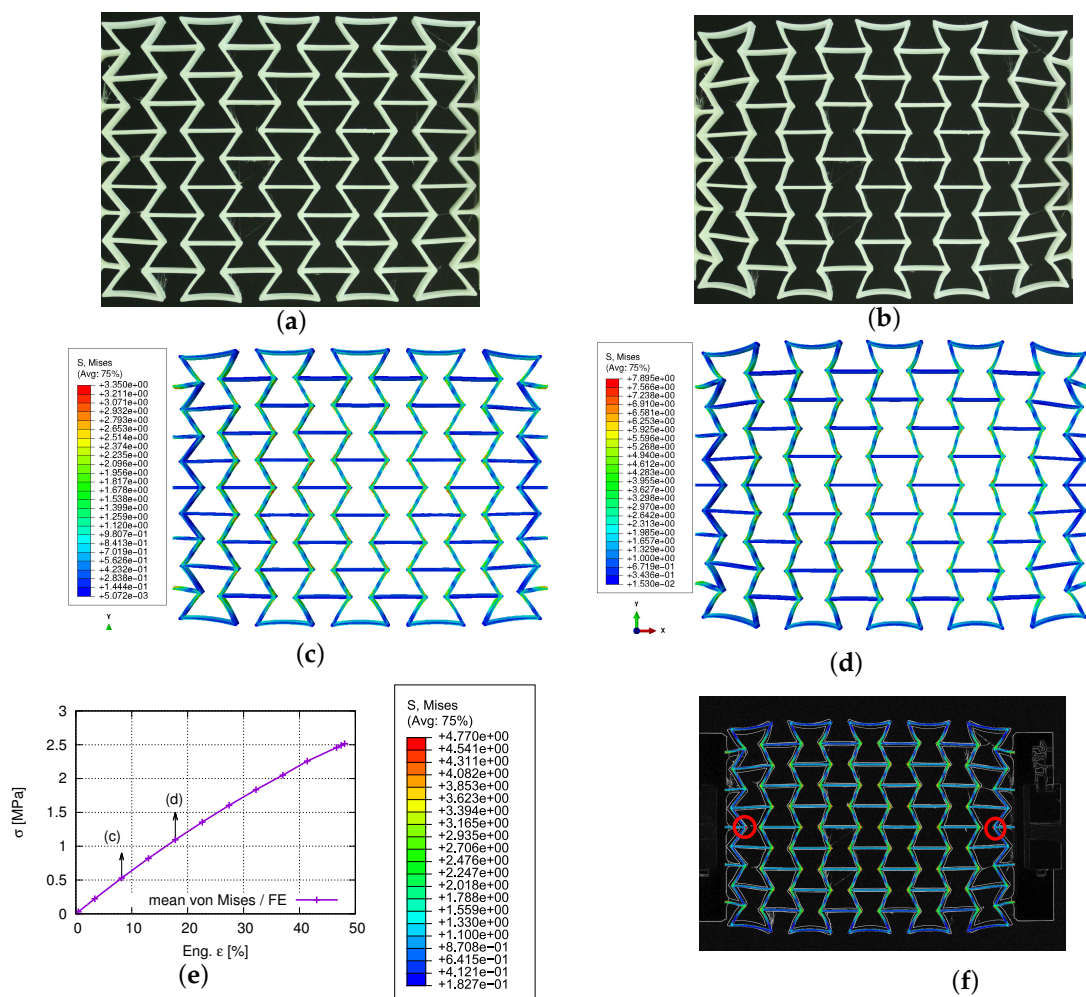 (a)
(b)
S, Mises
(Avg: 75%)
+3.350e+00
+3.211e+00
+3.071e+00
+2.932e+00
+2.793e+00
+2.653e+00
+2.514e+00
+2.374e+00
+2.235e+00
+2.096e+00
+1.956e+00
+1.817e+00
+1.678e+00
+1.538e+00
+1.399e+00
+1.259e+00
+1.120e+00
+9.807e-01
+8.413e-01
+7.019e-01
+5.626e-01
+4.232e-01
+2.838e-01
+1.444e-01
+5.072e-03
Y
(c)
S, Mises
(Avg: 75%)
+7.895e+00
+7.566e+00
+7.238e+00
+6.910e+00
+6.581e+00
+6.253e+00
+5.925e+00
+5.596e+00
+5.268e+00
+4.940e+00
+4.612e+00
+4.283e+00
+3.955e+00
+3.627e+00
+3.298e+00
+2.970e+00
+2.642e+00
+2.313e+00
+1.985e+00
+1.657e+00
+1.329e+00
+1.000e+00
+6.719e-01
+3.436e-01
+1.530e-02
Y
X
(d)
σ [MPa]
3
2.5
2
1.5
1
0.5
0
(c)
(d)
mean von Mises / FE
0 10 20 30 40 50
Eng. ε [%]
(e)
S, Mises
(Avg: 75%)
+4.770e+00
+4.541e+00
+4.311e+00
+4.082e+00
+3.853e+00
+3.623e+00
+3.394e+00
+3.165e+00
+2.935e+00
+2.706e+00
+2.476e+00
+2.247e+00
+2.018e+00
+1.788e+00
+1.559e+00
+1.330e+00
+1.100e+00
+8.708e-01
+6.415e-01
+4.121e-01
+1.827e-01
(f)